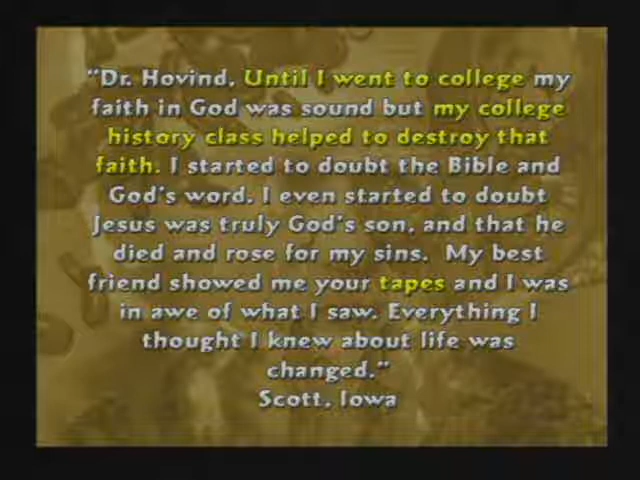 "Dr. Hovind, Until I went to college my
faith in God was sound but my college
history class helped to destroy that
faith. I started to doubt the Bible and
God's word. I even started to doubt
Jesus was truly God's son, and that he
died and rose for my sins. My best
friend showed me your tapes and I was
in awe of what I saw. Everything I
thought I knew about life was
changed."
Scott, Iowa